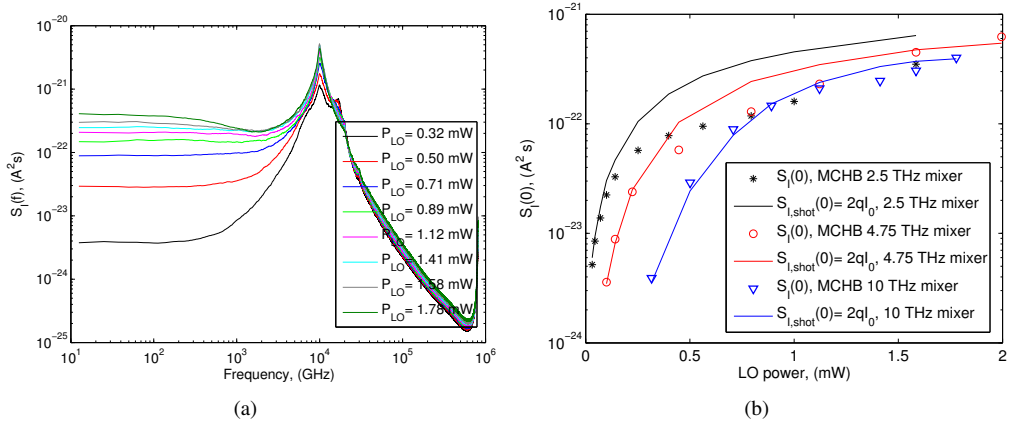 10^-20
10^-21
10^-22
10^-23
10^-24
10^-25
S_I(f), (A^2 s)
10^1
10^2
10^3
10^4
10^5
10^6
Frequency, (GHz)
P_LO= 0.32 mW
P_LO= 0.50 mW
P_LO= 0.71 mW
P_LO= 0.89 mW
P_LO= 1.12 mW
P_LO= 1.41 mW
P_LO= 1.58 mW
P_LO= 1.78 mW
(a)
10^-21
10^-22
10^-23
10^-24
S_I(0), (A^2 s)
0
0.5
1
1.5
2
LO power, (mW)
S_I(0), MCHB 2.5 THz mixer
S_I,shot(0)= 2qI_0, 2.5 THz mixer
S_I(0), MCHB 4.75 THz mixer
S_I,shot(0)= 2qI_0, 4.75 THz mixer
S_I(0), MCHB 10 THz mixer
S_I,shot(0)= 2qI_0, 10 THz mixer
(b)